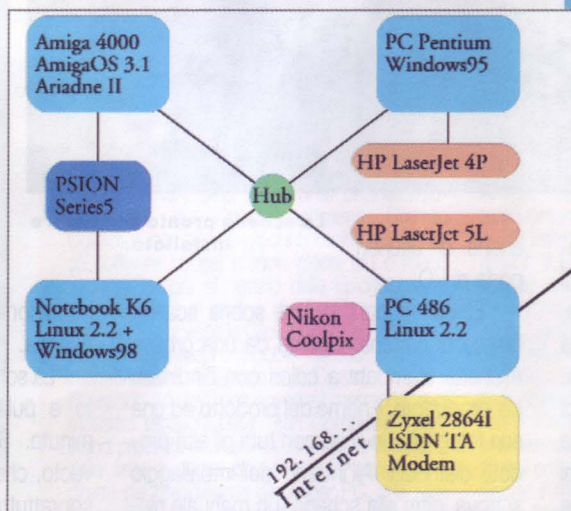 Amiga 4000
AmigaOS 3.1
Ariadne II
PC Pentium
Windows95
HP LaserJet 4P
PSION
Series5
Hub
HP LaserJet 5L
Notebook K6
Linux 2.2 +
Windows98
Nikon
Coolpix
PC 486
Linux 2.2
Zyxel 2864I
ISDN TA
Modem
192.168...
Internet